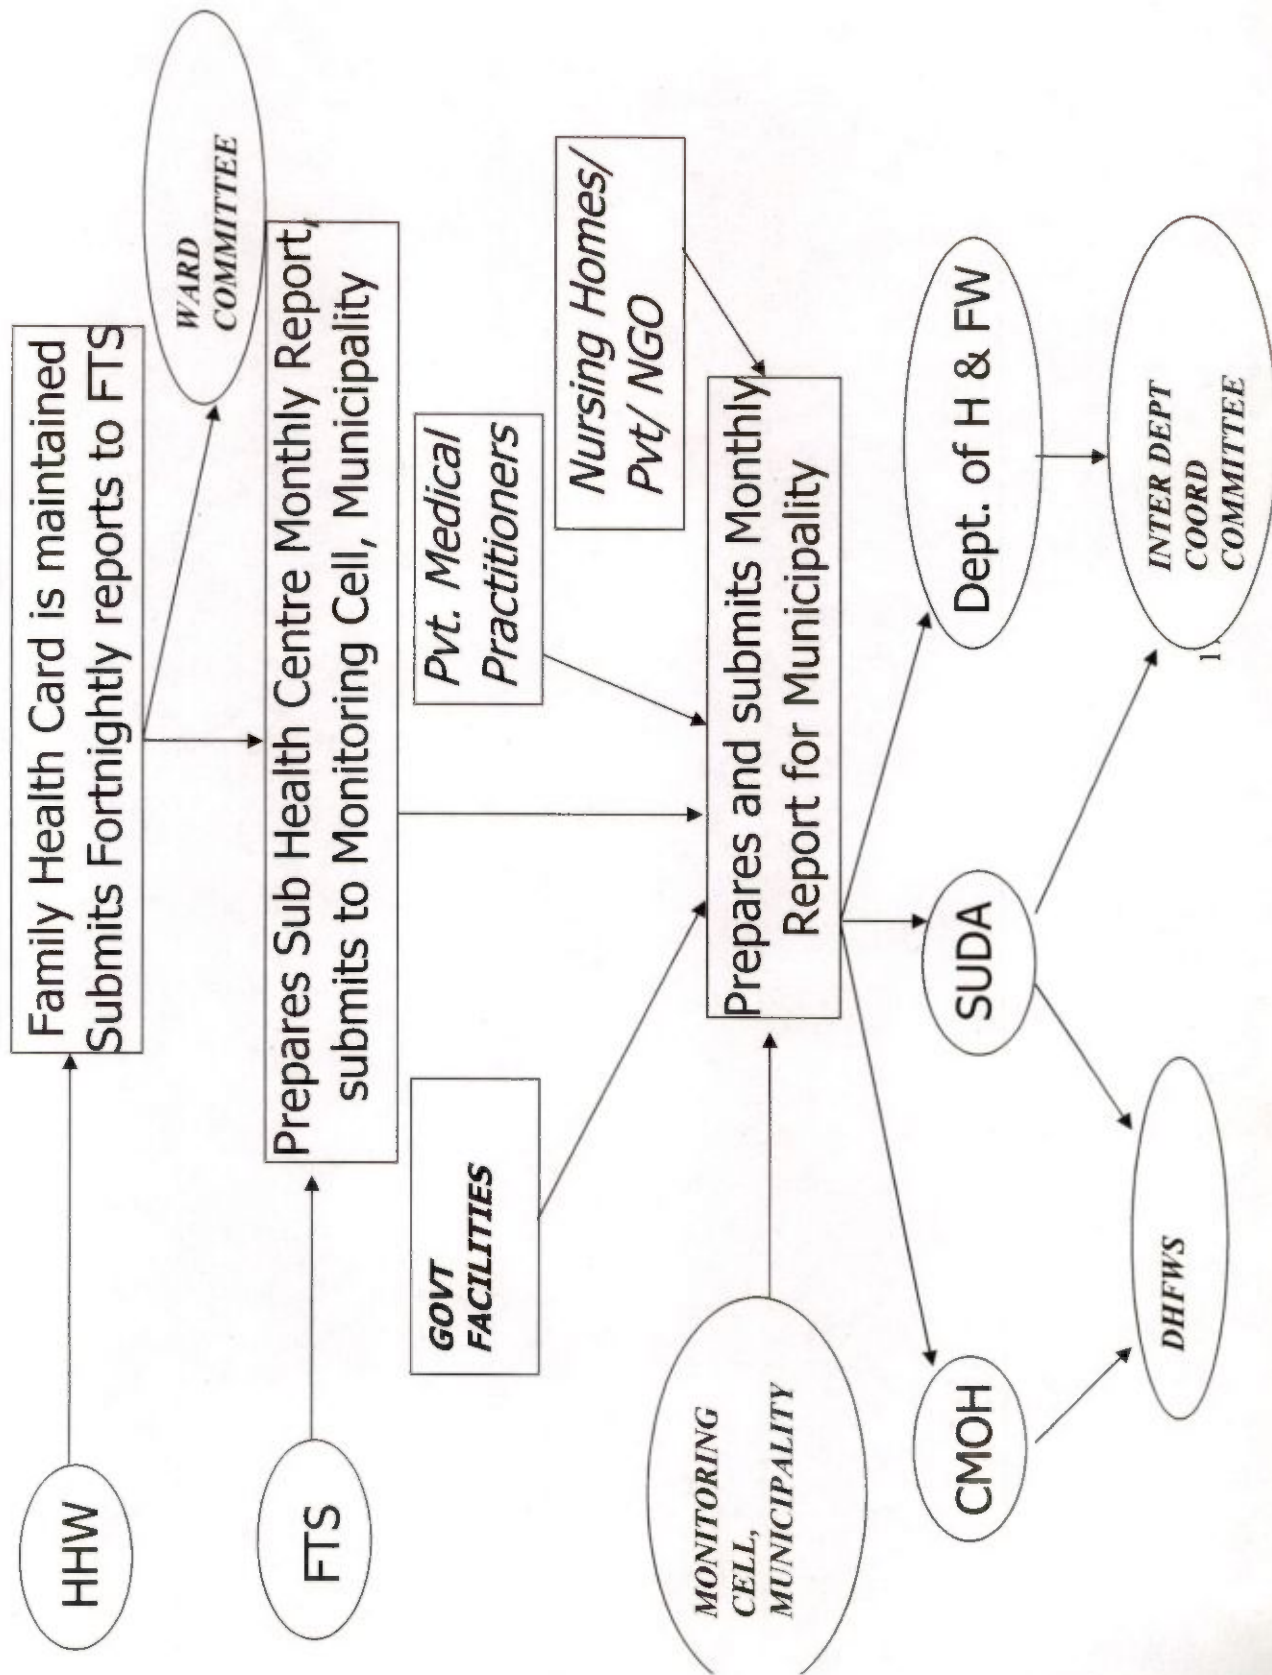 HHW
Family Health Card is maintained
Submits Fortnightly reports to FTS
WARD
COMMITTEE
FTS
Prepares Sub Health Centre Monthly Report,
submits to Monitoring Cell, Municipality
GOVT
FACILITIES
Pvt. Medical
Practitioners
Nursing Homes/
Pvt/ NGO
MONITORING
CELL,
MUNICIPALITY
Prepares and submits Monthly
Report for Municipality
CMOH
SUDA
Dept. of H & FW
DHFWS
INTER DEPT
COORD
COMMITTEE